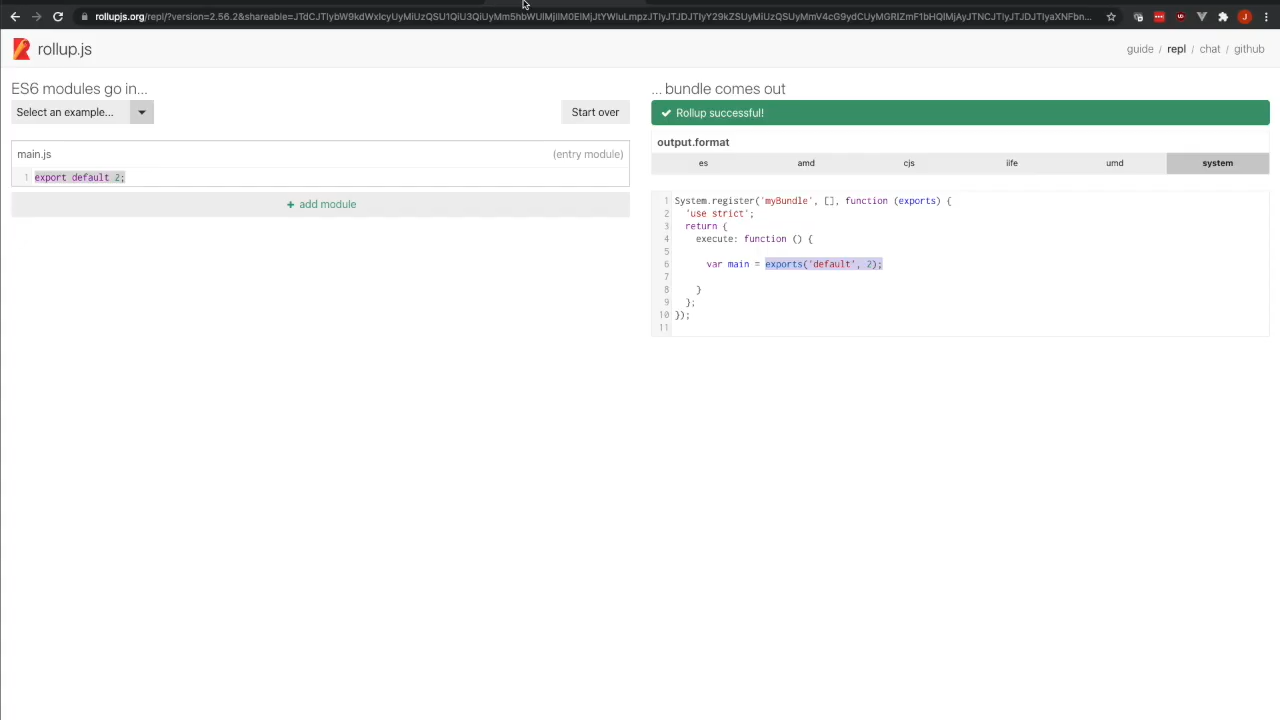 rollupjs.org/repl/?version=2.56.2&shareable=JTdCJTIybW9kdWxlcyUyMiUzQSU1QiU3QiUyMm5hbWUlMjIlM0ElMjJtYWluLmpzJTIyJTJDJTIyY29kZSUyMiUzQSUyMmV4cG9ydCUyMGRlZmF1bHQlMjAyJTNCJTIyJTJDJTIyaXNFbn...
rollup.js
guide / repl / chat / github
ES6 modules go in...
Select an example...
Start over
main.js
(entry module)
1 export default 2;
+ add module
... bundle comes out
Rollup successful!
output.format
es amd cjs iife umd system
1 System.register('myBundle', [], function (exports) {
2 'use strict';
3 return {
4 execute: function () {
5
6 var main = exports('default', 2);
7
8 }
9 };
10 });
11